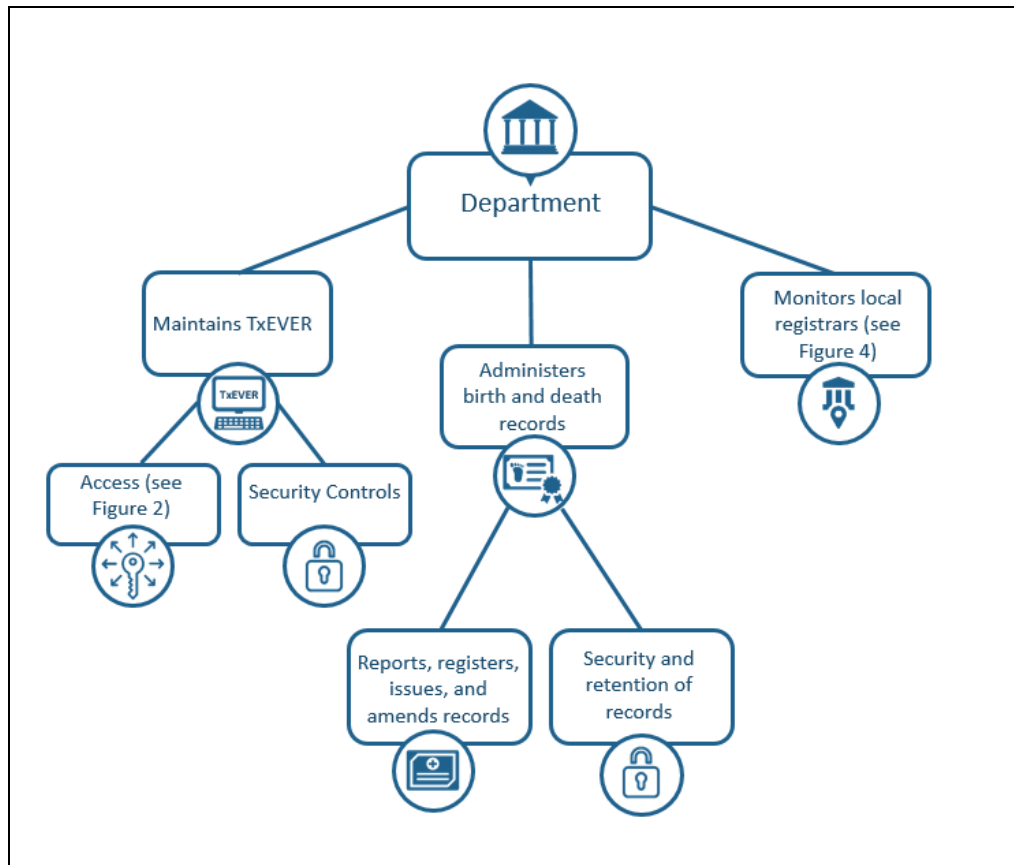 Department
Maintains TxEVER
TxEVER
Access (see
Figure 2)
Security Controls
Administers
birth and death
records
Reports, registers,
issues, and
amends records
Security and
retention of
records
Monitors local
registrars (see
Figure 4)